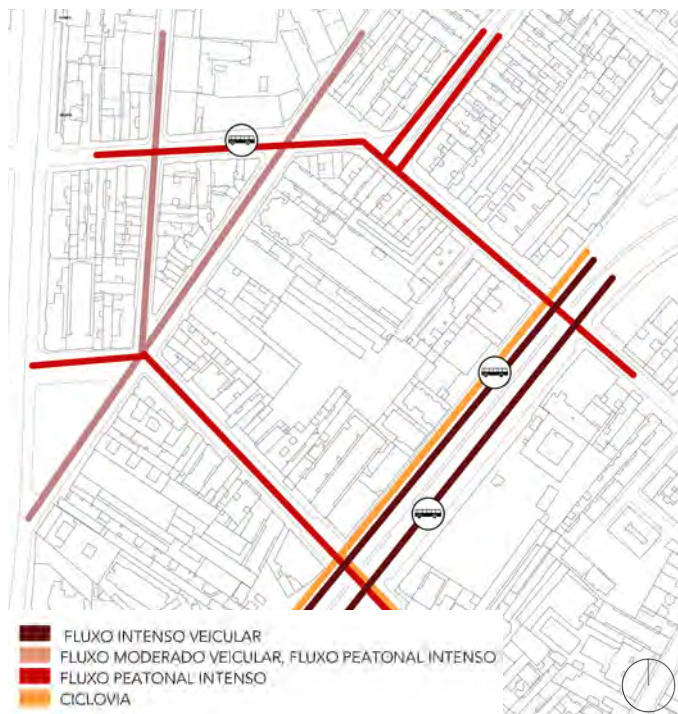 FLUXO INTENSO VEICULAR
FLUXO MODERADO VEICULAR, FLUXO PEATONAL INTENSO
FLUXO PEATONAL INTENSO
CICLOVIA